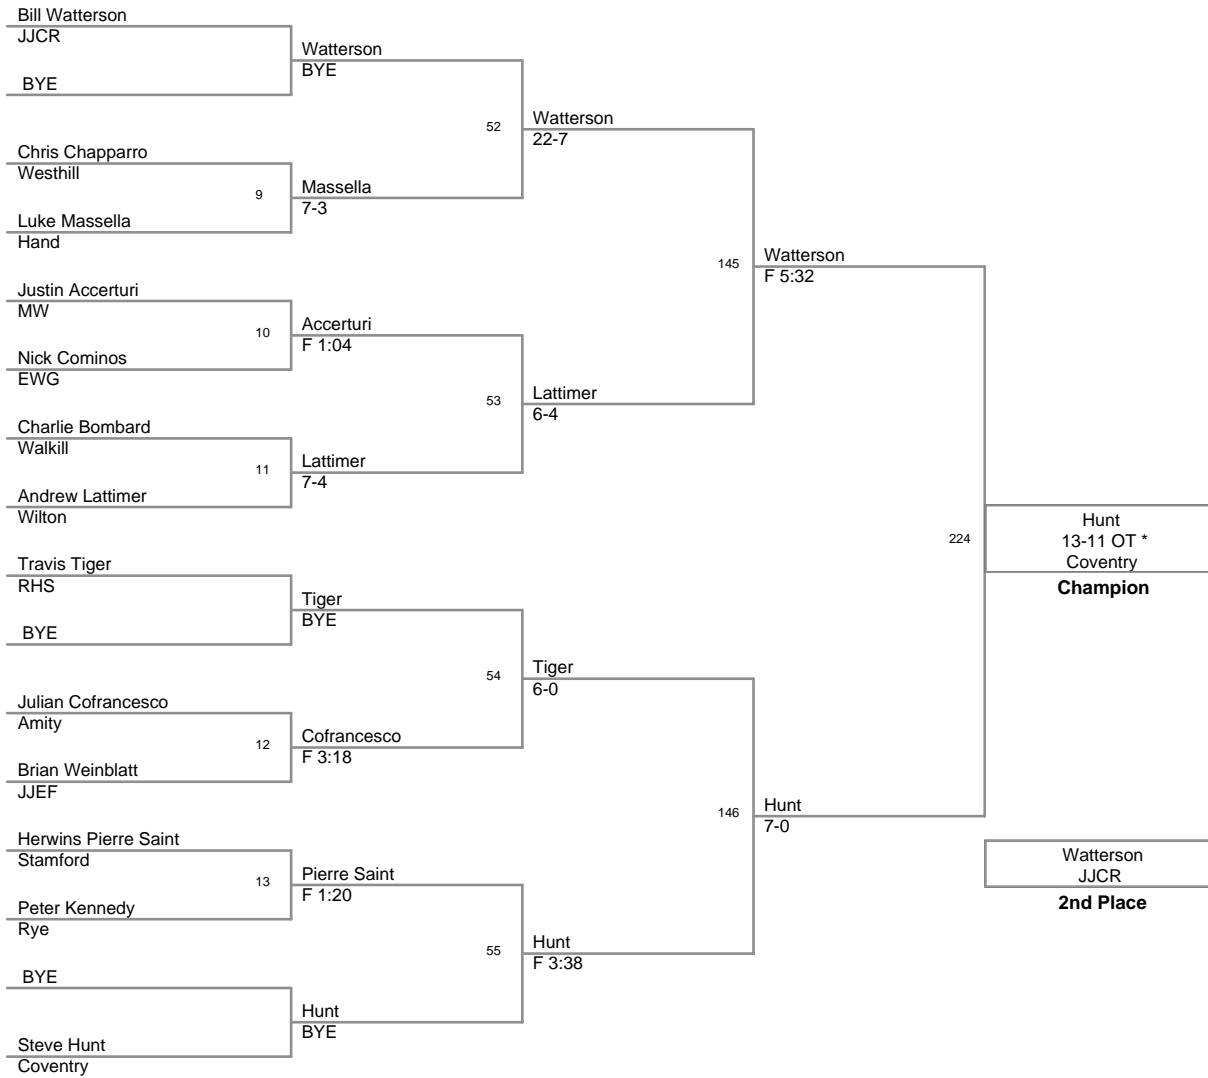 Bill Watterson
JJCR
BYE
Watterson
BYE
52
Watterson
22-7
Chris Chapparro
Westhill
9
Massella
7-3
Luke Massella
Hand
145
Watterson
F 5:32
Justin Accerturi
MW
10
Accerturi
F 1:04
Nick Cominos
EWG
53
Lattimer
6-4
Charlie Bombard
Walkill
11
Lattimer
7-4
Andrew Lattimer
Wilton
224
Hunt
13-11 OT *
Coventry
Champion
Travis Tiger
RHS
Tiger
BYE
BYE
54
Tiger
6-0
Julian Cofrancesco
Amity
12
Cofrancesco
F 3:18
Brian Weinblatt
JJEF
146
Hunt
7-0
Herwins Pierre Saint
Stamford
13
Pierre Saint
F 1:20
Peter Kennedy
Rye
Watterson
JJCR
2nd Place
55
Hunt
F 3:38
BYE
Hunt
BYE
Steve Hunt
Coventry